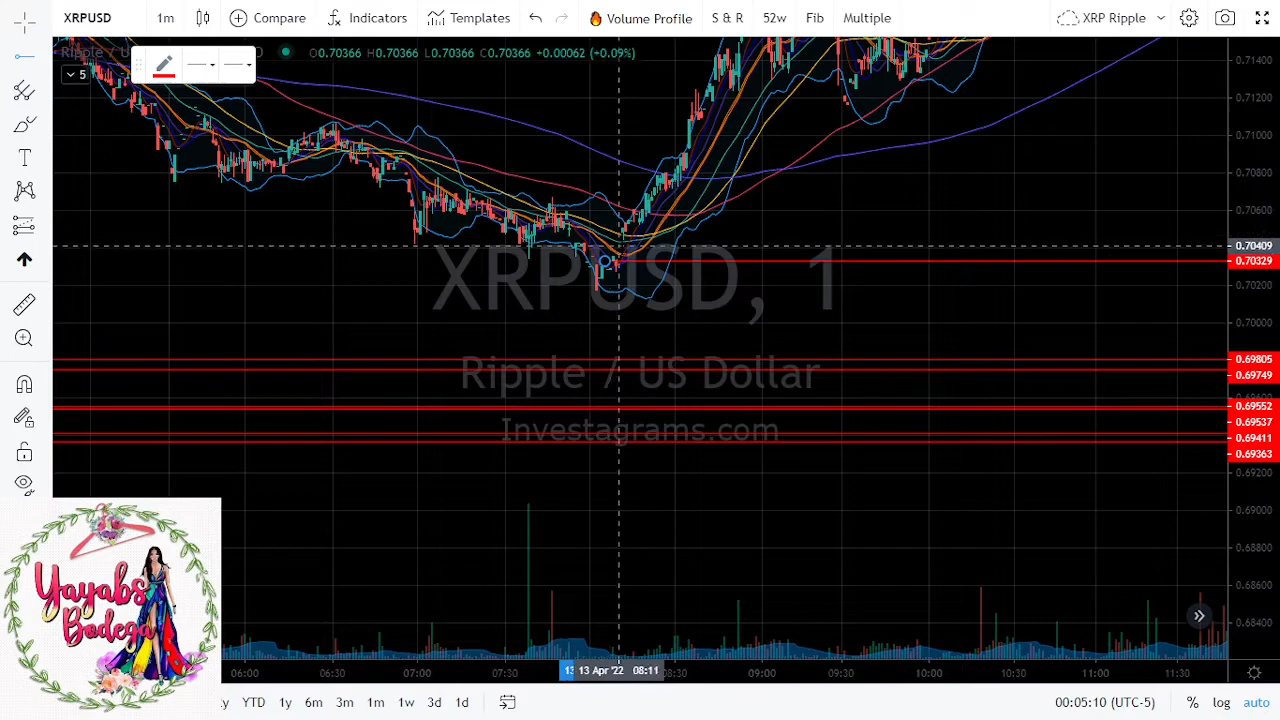 XRPUSD 1m Compare Indicators Templates Volume Profile S & R 52w Fib Multiple XRP Ripple
Ripple / U
O0.70366 H0.70366 L0.70366 C0.70366 +0.00062 (+0.09%)
5
0.71400
0.71200
0.71000
0.70800
0.70600
0.70409
0.70329
0.70200
0.70000
0.69805
0.69749
0.69552
0.69537
0.69411
0.69363
0.69200
0.69000
0.68800
0.68600
0.68400
XRPUSD, 1
Ripple / US Dollar
Investagrams.com
Yayabs
Bodega
06:00 06:30 07:00 07:30 13 Apr '22 08:11 08:30 09:00 09:30 10:00 10:30 11:00 11:30
y YTD 1y 6m 3m 1m 1w 3d 1d 05:10 (UTC-5) % log auto